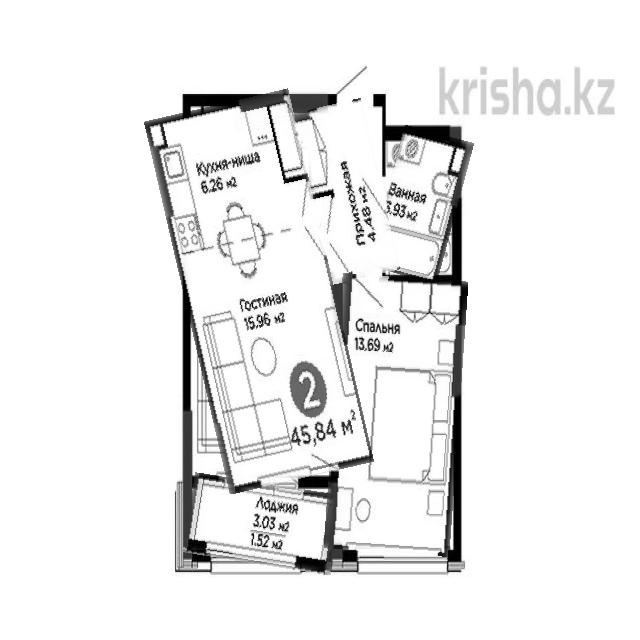 krisha.kz
Кухня-ниша
6.26 м2
Прихожая
4.48 м2
Ванная
3.93 м2
Гостиная
15.96 м2
Спальня
13.69 м2
2
45,84 м2
Лоджия
3.03 м2
1.52 м2